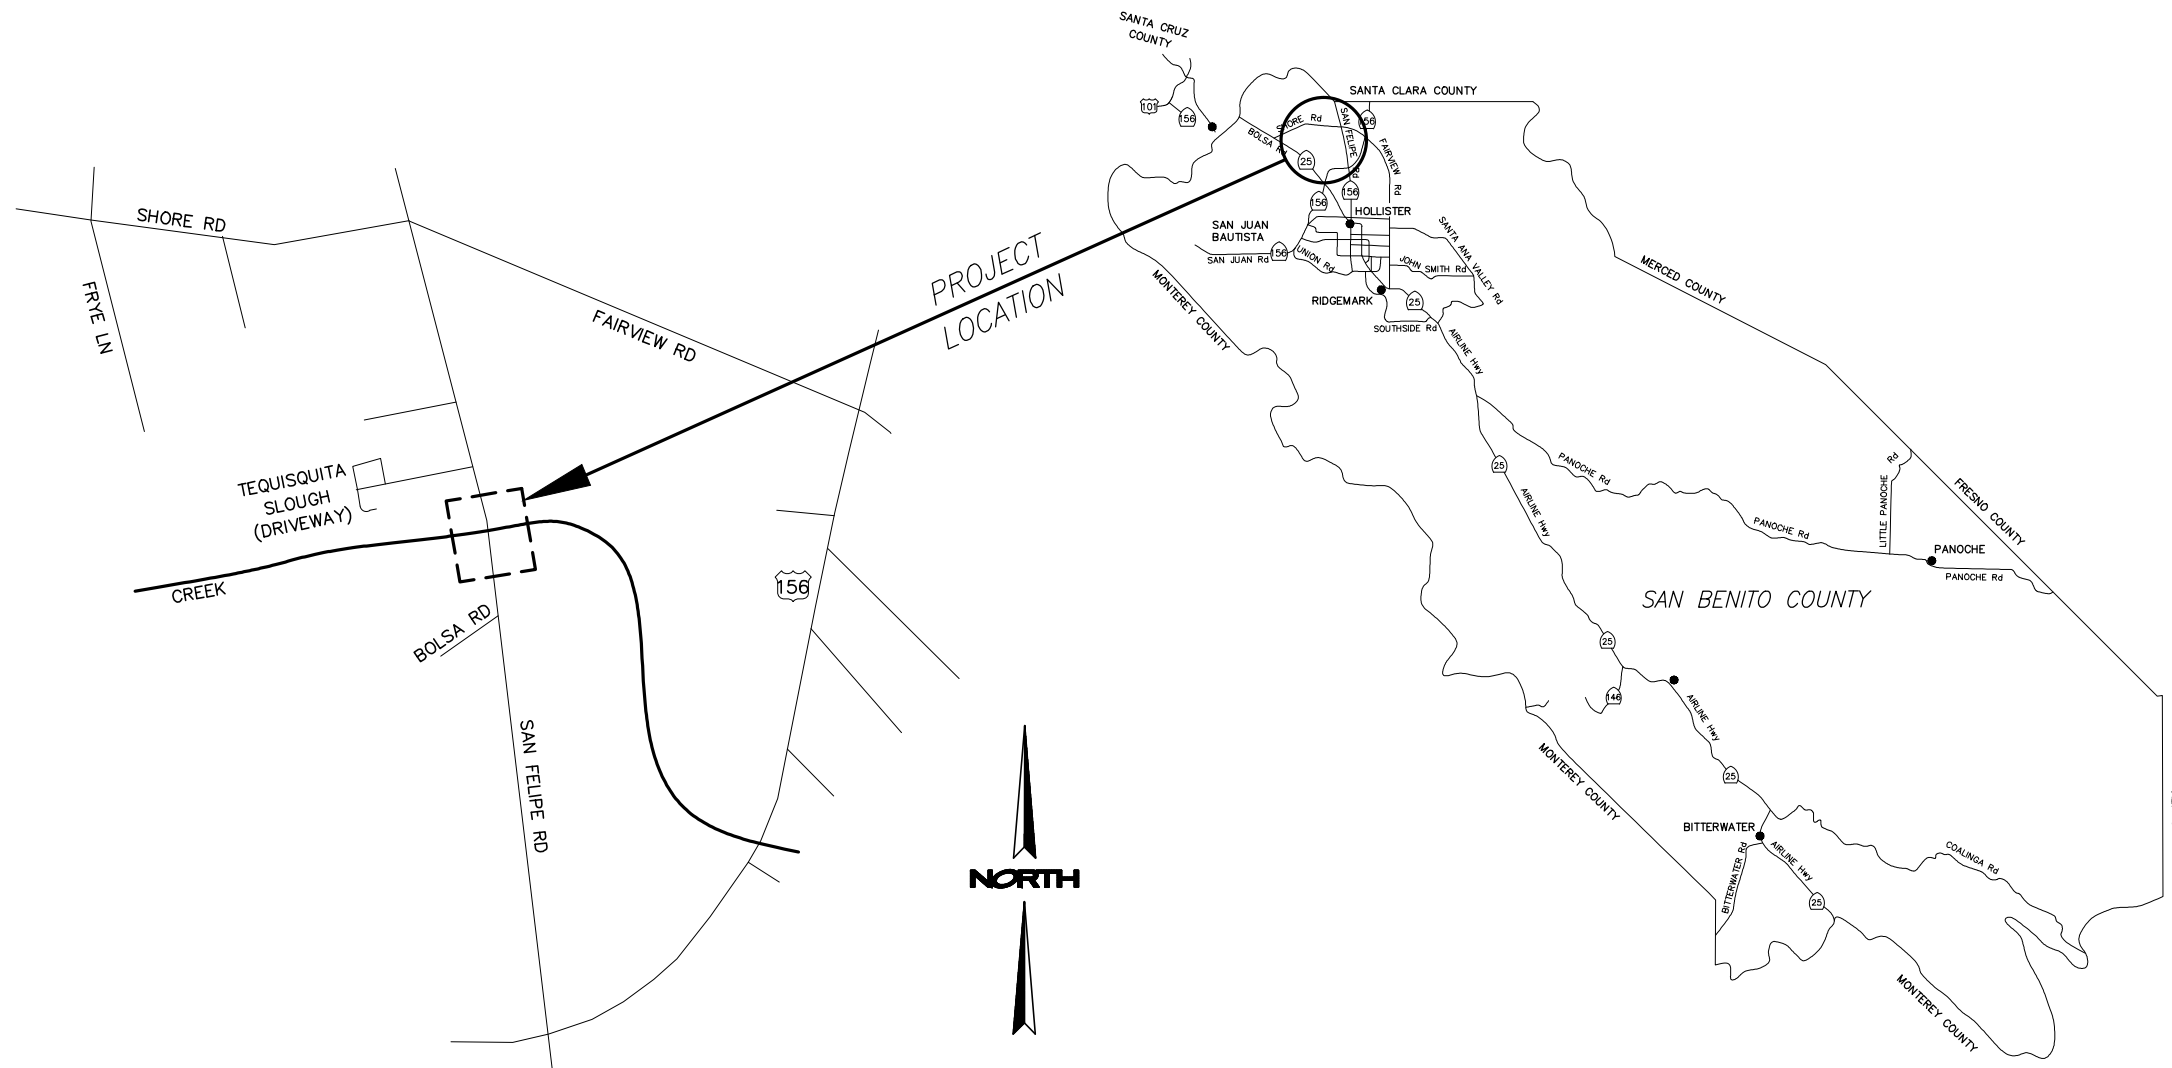 SANTA CRUZ
COUNTY
101
156
SANTA CLARA COUNTY
156
SHORE Rd
SAN FELIPE Rd
BOLSA Rd
25
FAIRVIEW Rd
156
156
HOLLISTER
SAN JUAN
BAUTISTA
SAN JUAN Rd
156
UNION Rd
SANTA ANA VALLEY Rd
JOHN SMITH Rd
RIDGEMARK
25
SOUTHSIDE Rd
MONTEREY COUNTY
MERCED COUNTY
AIRLINE Hwy
PANOCHE Rd
25
AIRLINE Hwy
PANOCHE Rd
LITTLE PANOCHE Rd
FRESNO COUNTY
PANOCHE
PANOCHE Rd
SAN BENITO COUNTY
25
146
AIRLINE Hwy
25
MONTEREY COUNTY
BITTERWATER
BITTERWATER Rd
AIRLINE Hwy
25
COALINGA Rd
MONTEREY COUNTY
PROJECT
LOCATION
SHORE RD
FRYE LN
FAIRVIEW RD
TEQUISQUITA
SLOUGH
(DRIVEWAY)
CREEK
BOLSA RD
156
SAN FELIPE RD
NORTH